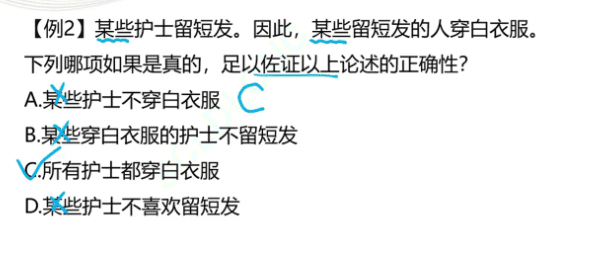 【例2】某些护士留短发。因此，某些留短发的人穿白衣服。
下列哪项如果是真的，足以佐证以上论述的正确性？
A.某些护士不穿白衣服 C
B.某些穿白衣服的护士不留短发
C.所有护士都穿白衣服
D.某些护士不喜欢留短发